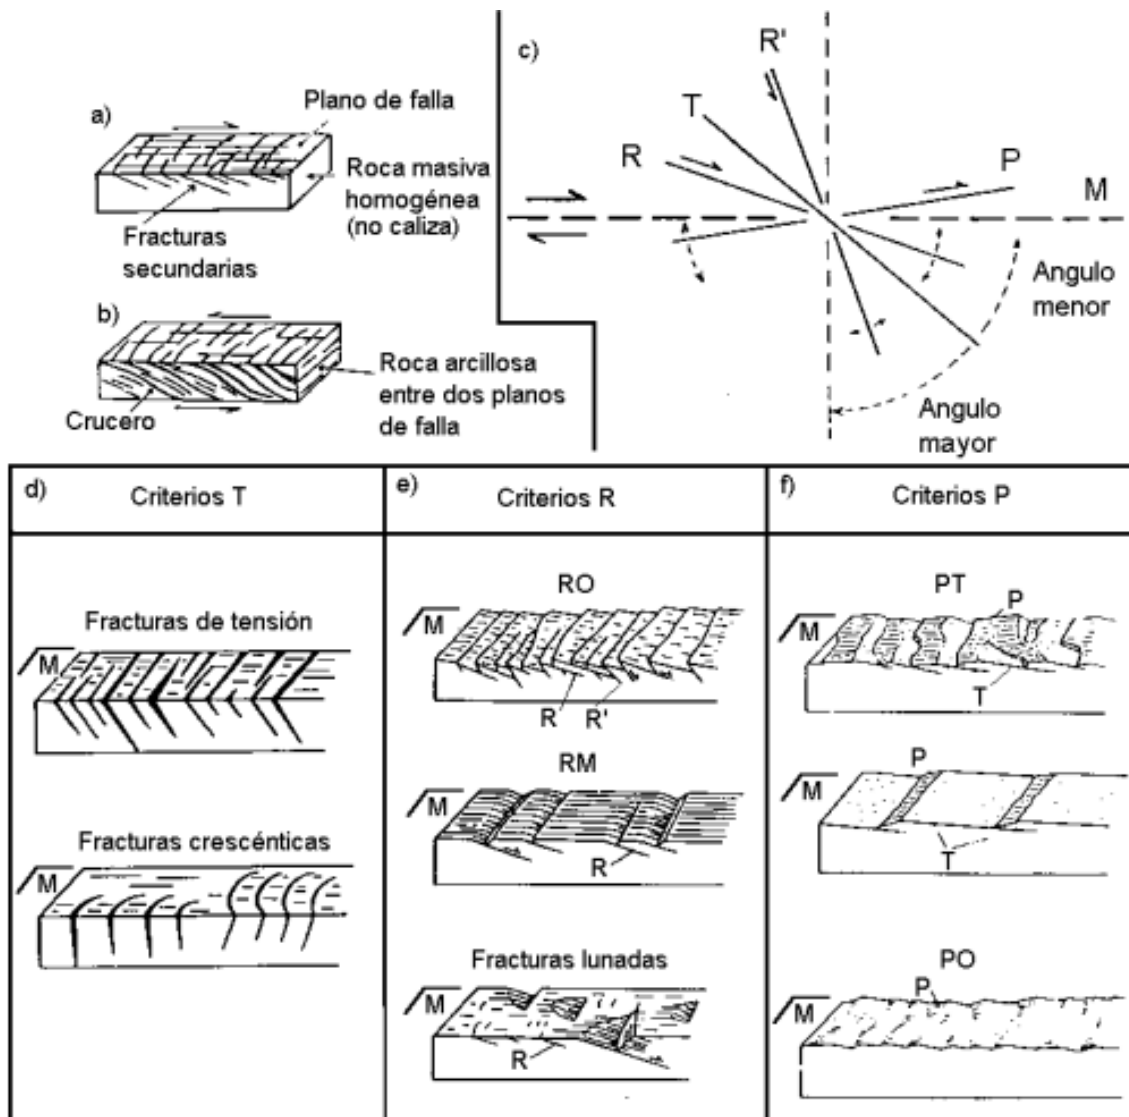 a)
Plano de falla
Roca masiva
homogénea
(no caliza)
Fracturas
secundarias
b)
Roca arcillosa
entre dos planos
de falla
Crucero
c)
R'
T
R
P
M
Angulo
menor
Angulo
mayor
d)
Criterios T
Fracturas de tensión
M
Fracturas crescénticas
M
e)
Criterios R
RO
M
R
R'
RM
M
R
Fracturas lunadas
M
R
f)
Criterios P
PT
P
M
T
P
M
T
PO
P
M